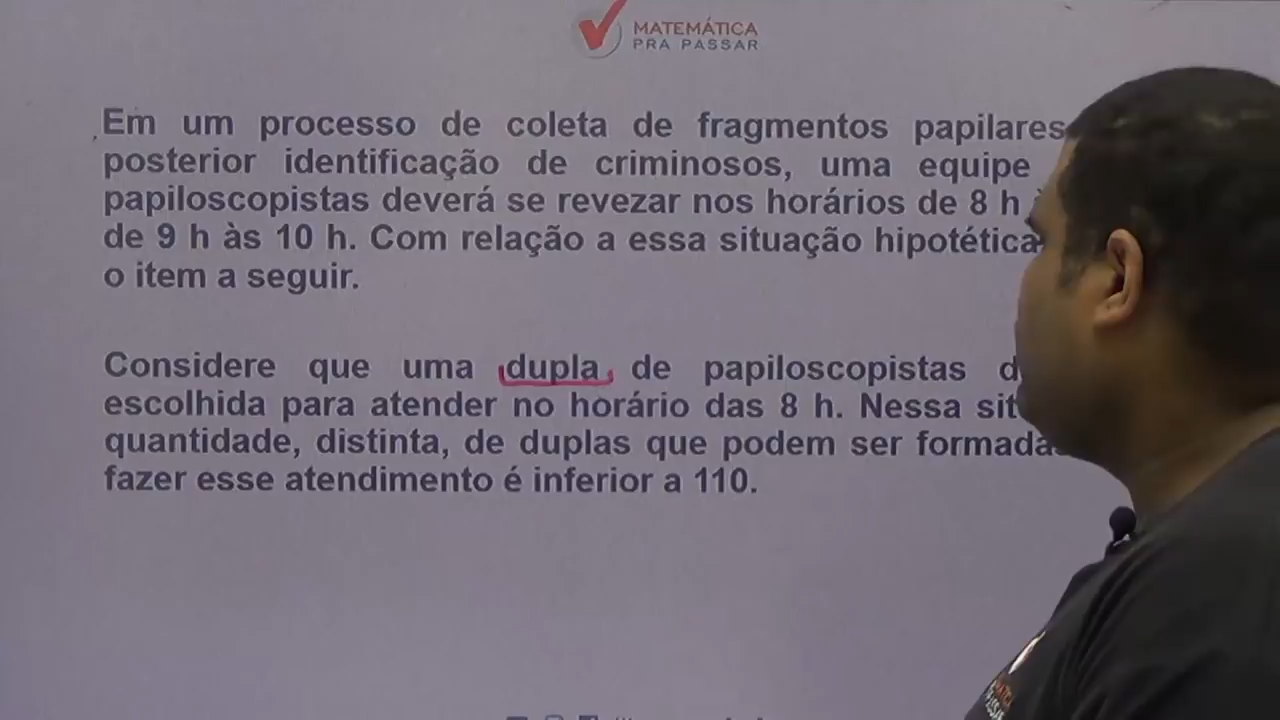 MATEMÁTICA
PRA PASSAR
Em um processo de coleta de fragmentos papilares
posterior identificação de criminosos, uma equipe
papiloscopistas deverá se revezar nos horários de 8 h
de 9 h às 10 h. Com relação a essa situação hipotética
o item a seguir.
Considere que uma dupla de papiloscopistas
escolhida para atender no horário das 8 h. Nessa
quantidade, distinta, de duplas que podem ser
fazer esse atendimento é inferior a 110.